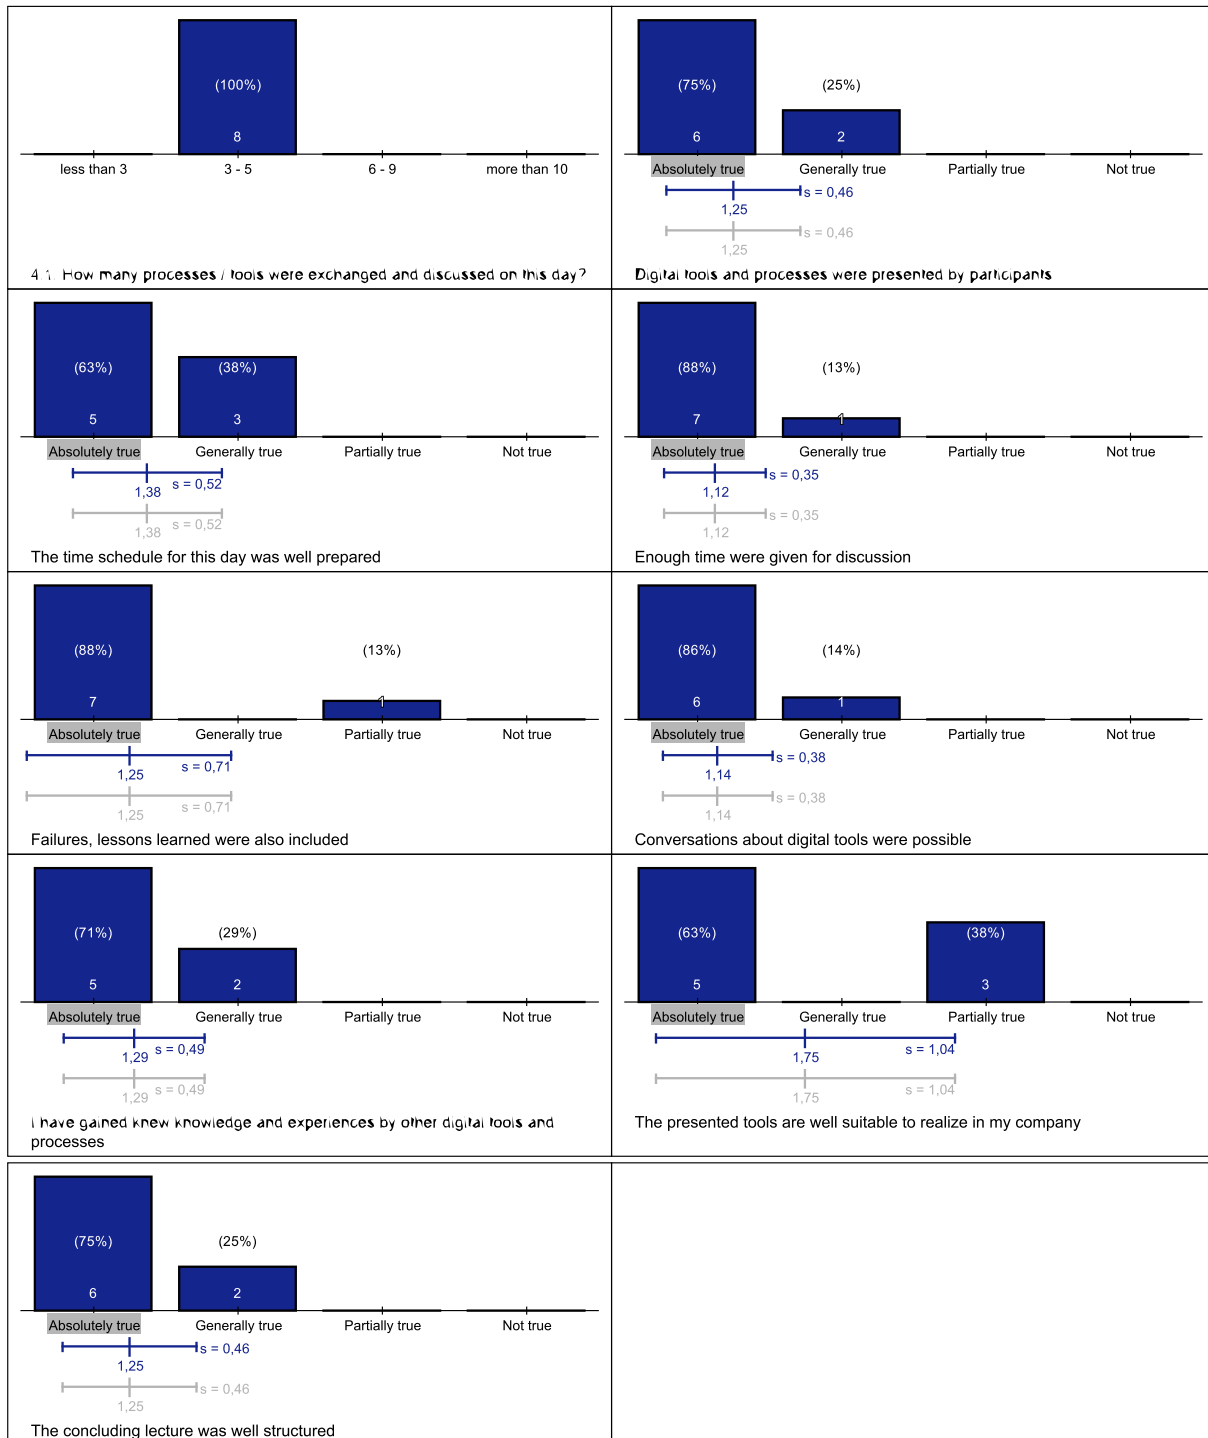 (100%)
8
less than 3 3 - 5 6 - 9 more than 10
4.1. How many processes / tools were exchanged and discussed on this day?
(75%) (25%)
6 2
Absolutely true Generally true Partially true Not true
s = 0,46
1,25
s = 0,46
1,25
Digital tools and processes were presented by participants
(63%) (38%)
5 3
Absolutely true Generally true Partially true Not true
s = 0,52
1,38
s = 0,52
1,38
The time schedule for this day was well prepared
(88%) (13%)
7 1
Absolutely true Generally true Partially true Not true
s = 0,35
1,12
s = 0,35
1,12
Enough time were given for discussion
(88%) (13%)
7 1
Absolutely true Generally true Partially true Not true
s = 0,71
1,25
s = 0,71
1,25
Failures, lessons learned were also included
(86%) (14%)
6 1
Absolutely true Generally true Partially true Not true
s = 0,38
1,14
s = 0,38
1,14
Conversations about digital tools were possible
(71%) (29%)
5 2
Absolutely true Generally true Partially true Not true
s = 0,49
1,29
s = 0,49
1,29
I have gained knew knowledge and experiences by other digital tools and
processes
(63%) (38%)
5 3
Absolutely true Generally true Partially true Not true
s = 1,04
1,75
s = 1,04
1,75
The presented tools are well suitable to realize in my company
(75%) (25%)
6 2
Absolutely true Generally true Partially true Not true
s = 0,46
1,25
s = 0,46
1,25
The concluding lecture was well structured